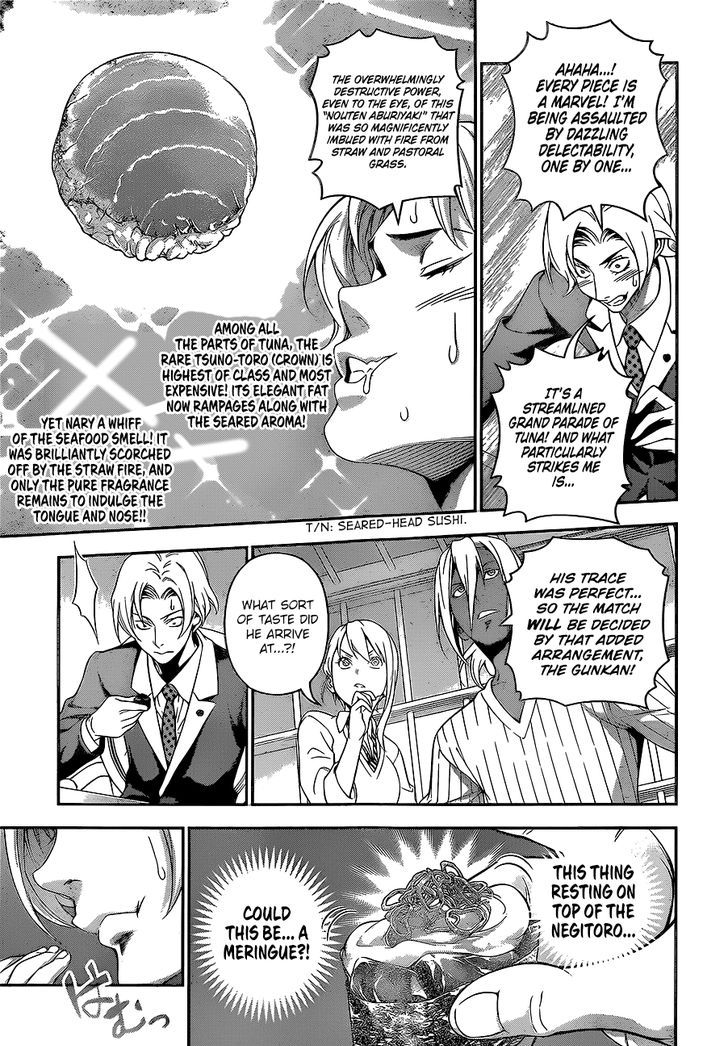 AHAHA...!
EVERY PIECE IS
A MARVEL! I'M
BEING ASSAULTED
BY DAZZLING
DELECTABILITY,
ONE BY ONE...
IT'S A
STREAMLINED
GRAND PARADE OF
TUNA! AND WHAT
PARTICULARLY
STRIKES ME
IS...
THE OVERWHELMINGLY
DESTRUCTIVE POWER,
EVEN TO THE EYE, OF THIS
"NOUTEN ABURIYAKI" THAT
WAS SO MAGNIFICENTLY
IMBUED WITH FIRE FROM
STRAW AND PASTORAL
GRASS.
AMONG ALL
THE PARTS OF TUNA, THE
RARE TSUNO-TORO (CROWN) IS
HIGHEST OF CLASS AND MOST
EXPENSIVE! ITS ELEGANT FAT
NOW RAMPAGES ALONG WITH
THE SEARED AROMA!
YET NARY A WHIFF
OF THE SEAFOOD SMELL! IT
WAS BRILLIANTLY SCORCHED
OFF BY THE STRAW FIRE, AND
ONLY THE PURE FRAGRANCE
REMAINS TO INDULGE THE
TONGUE AND NOSE!!
T/N: SEARED-HEAD SUSHI.
HIS TRACE
WAS PERFECT...
SO THE MATCH
WILL BE DECIDED
BY THAT ADDED
ARRANGEMENT,
THE GUNKAN!
WHAT SORT
OF TASTE DID
HE ARRIVE
AT...?!
THIS THING
RESTING ON
TOP OF THE
NEGITORO...
COULD
THIS BE... A
MERINGUE?!
はむっ